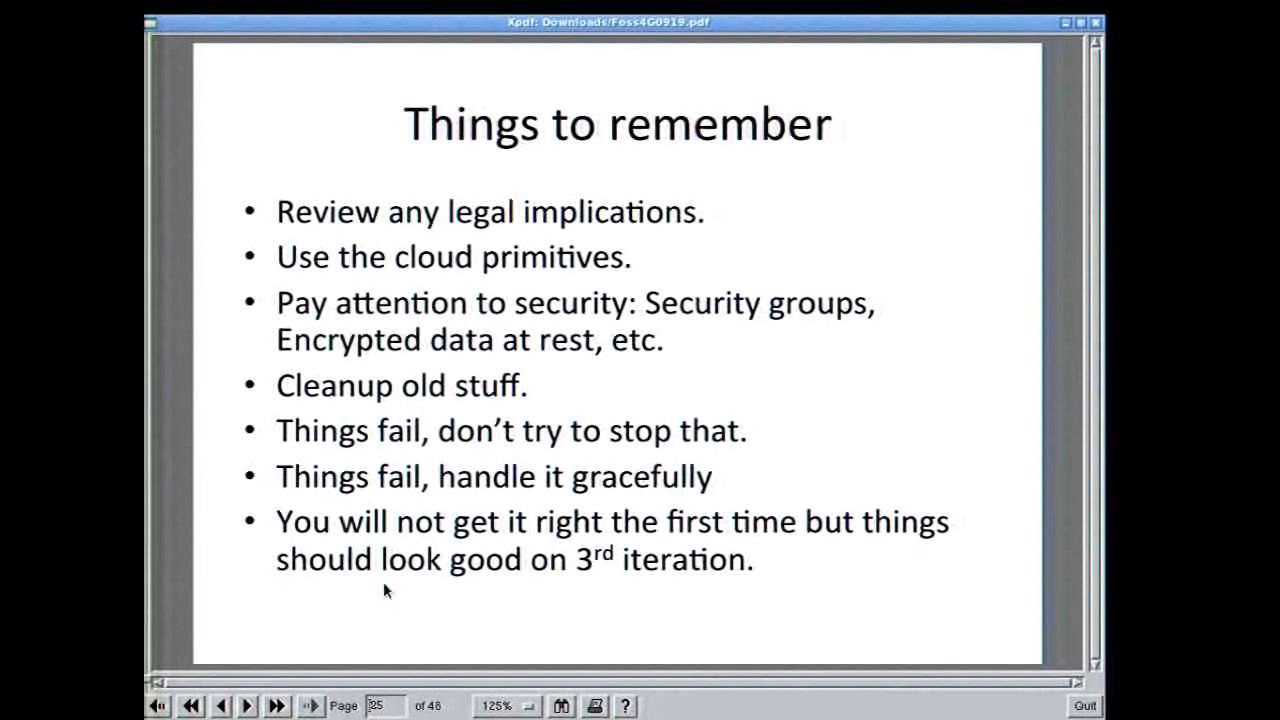 Xpdf: Downloads/Foss4G0919.pdf
Things to remember
• Review any legal implications.
• Use the cloud primitives.
• Pay attention to security: Security groups,
Encrypted data at rest, etc.
• Cleanup old stuff.
• Things fail, don’t try to stop that.
• Things fail, handle it gracefully
• You will not get it right the first time but things
should look good on 3rd iteration.
Page 25 of 48 125% ? Quit